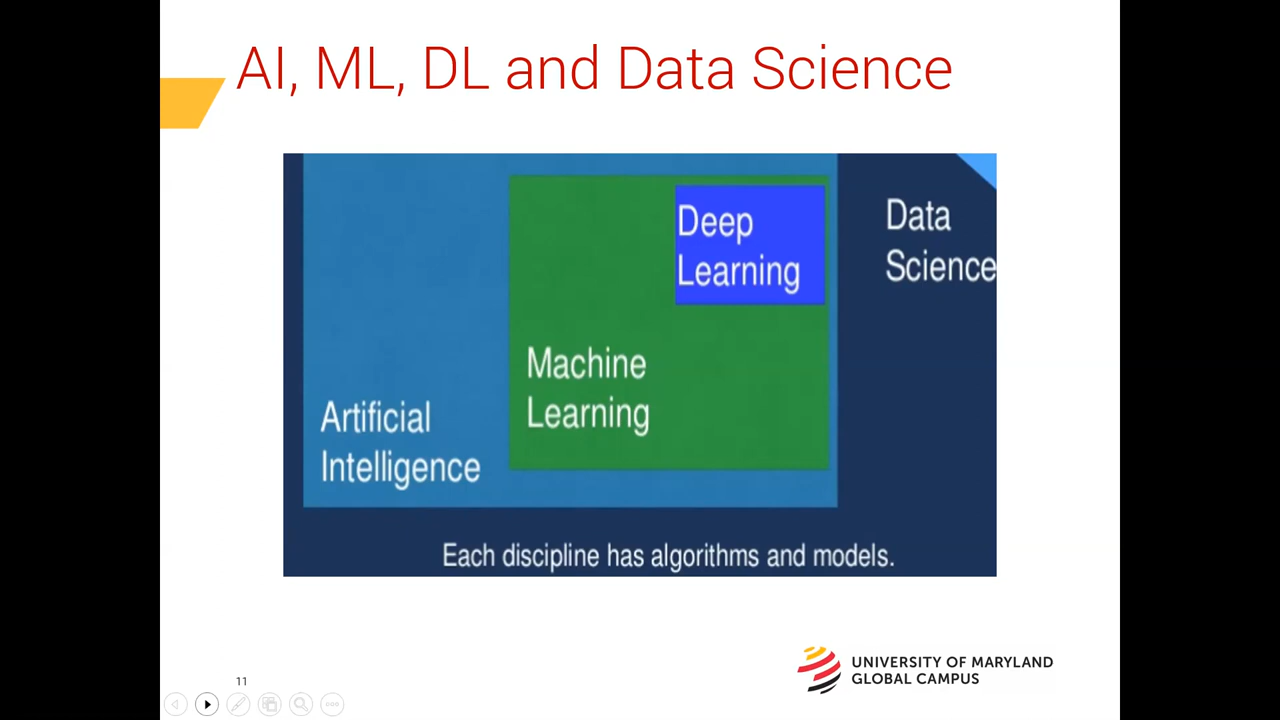 AI, ML, DL and Data Science
Deep
Learning
Data
Science
Machine
Learning
Artificial
Intelligence
Each discipline has algorithms and models.
11
UNIVERSITY OF MARYLAND
GLOBAL CAMPUS